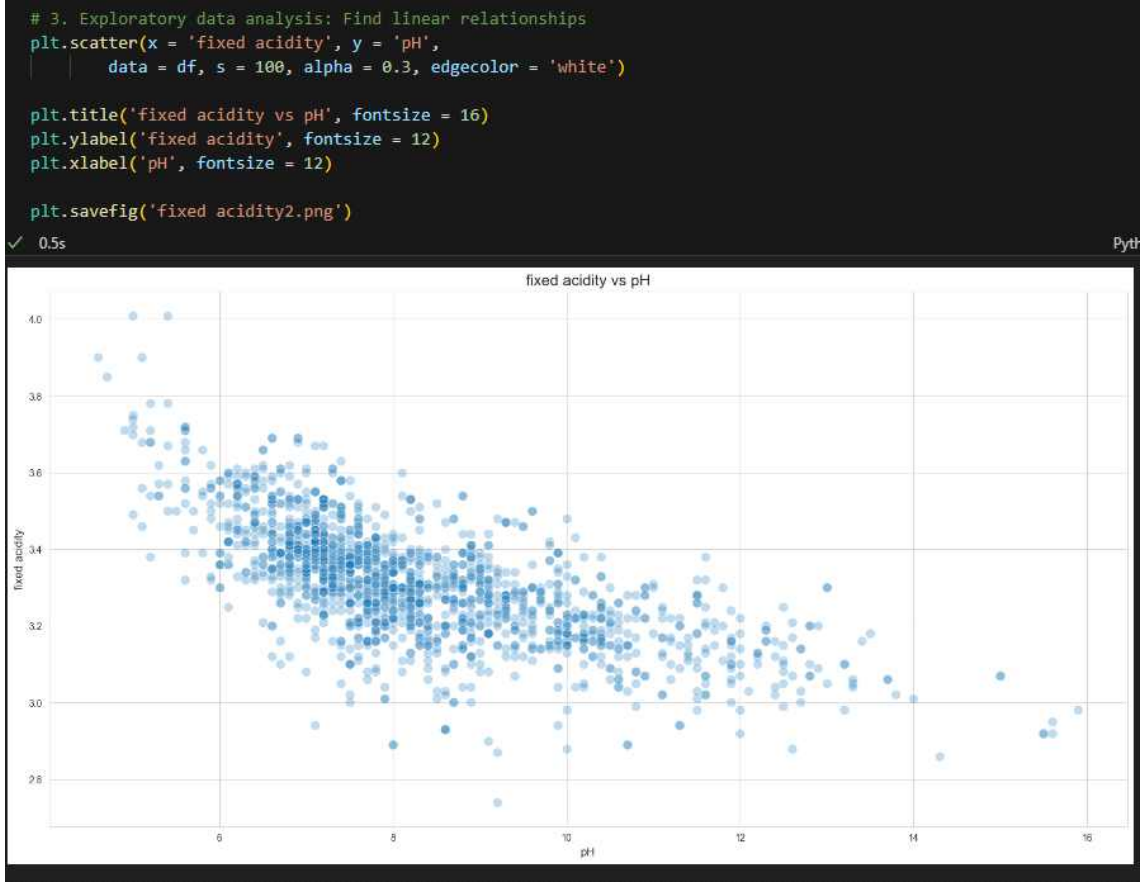 # 3. Exploratory data analysis: Find linear relationships
plt.scatter(x = 'fixed acidity', y = 'pH',
data = df, s = 100, alpha = 0.3, edgecolor = 'white')
plt.title('fixed acidity vs pH', fontsize = 16)
plt.ylabel('fixed acidity', fontsize = 12)
plt.xlabel('pH', fontsize = 12)
plt.savefig('fixed acidity2.png')
✓ 0.5s
Pyth
fixed acidity vs pH
4.0
3.8
3.6
3.4
3.2
3.0
2.8
fixed acidity
6
8
10
12
14
16
pH